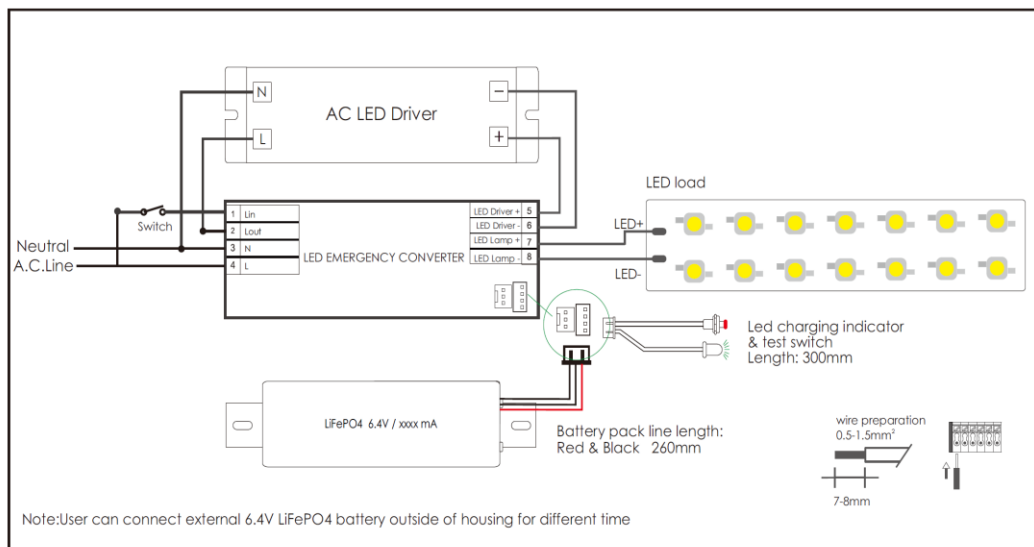 N
−
AC LED Driver
L
+
LED load
Switch
1 Lin
2 Lout
3 N
4 L
LED EMERGENCY CONVERTER
LED Driver + 5
LED Driver - 6
LED Lamp + 7
LED Lamp - 8
Neutral
A.C.Line
LED+
LED-
Led charging indicator
& test switch
Length: 300mm
LiFePO4 6.4V / xxxx mA
Battery pack line length:
Red & Black 260mm
wire preparation
0.5-1.5mm²
7-8mm
Note:User can connect external 6.4V LiFePO4 battery outside of housing for different time